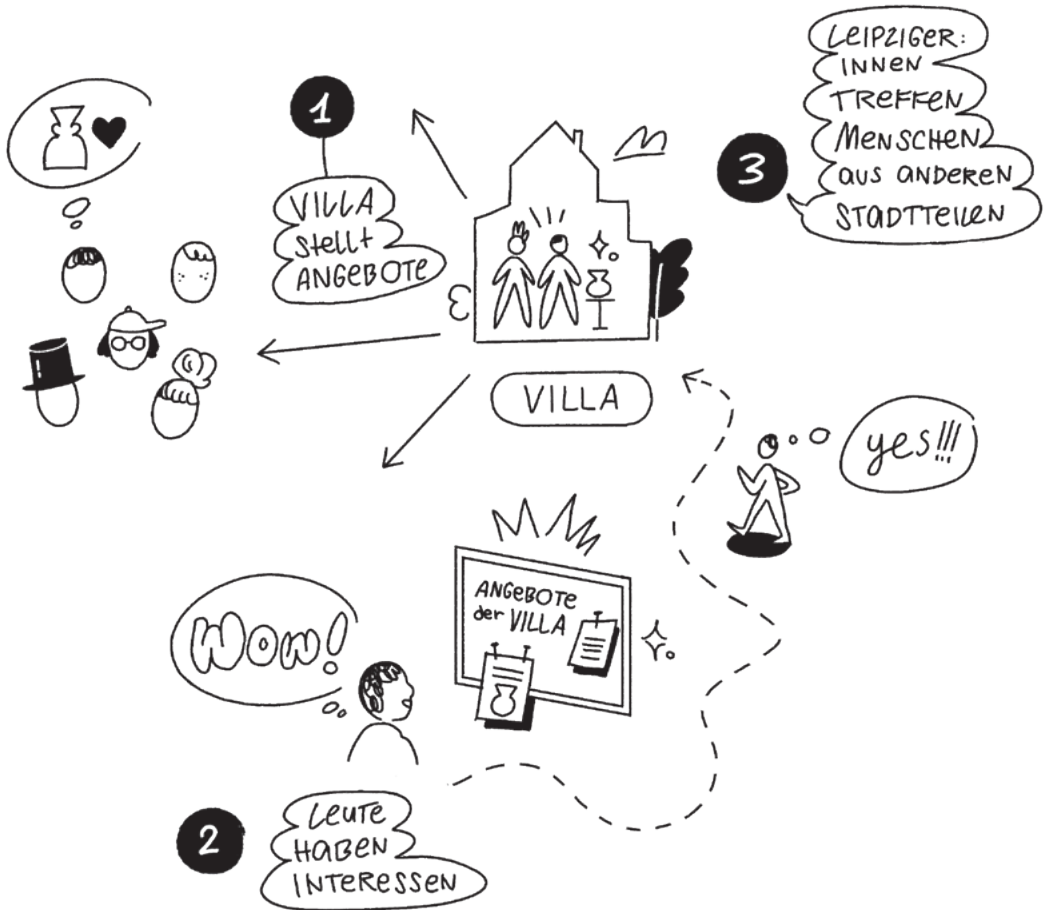 1
VILLA
stellt
ANGEBOTE
VILLA
ANGEBOTE
der VILLA
Wow!
2
LEUTE
HABEN
INTERESSEN
yes!!!
3
LEIPZIGER:
INNEN
TREFFEN
MENSCHEN
aus anderen
STADTTEILEN